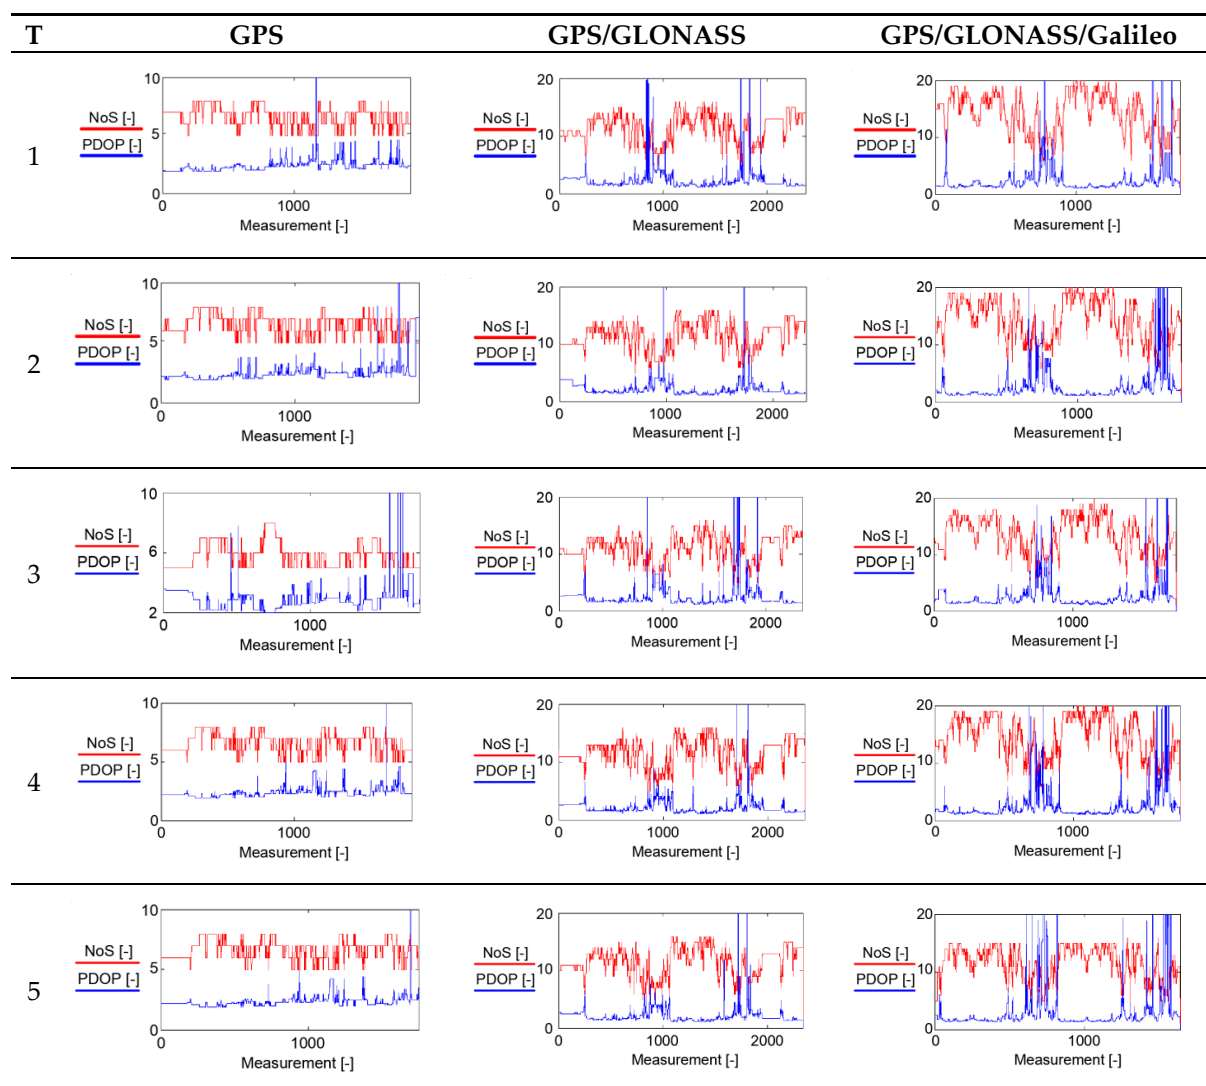 T GPS GPS/GLONASS GPS/GLONASS/Galileo
1
10 5 0
NoS [-]
PDOP [-]
0 1000
Measurement [-]
20 10 0
NoS [-]
PDOP [-]
0 1000 2000
Measurement [-]
20 10 0
NoS [-]
PDOP [-]
0 1000
Measurement [-]
2
10 5 0
NoS [-]
PDOP [-]
0 1000
Measurement [-]
20 10 0
NoS [-]
PDOP [-]
0 1000 2000
Measurement [-]
20 10 0
NoS [-]
PDOP [-]
0 1000
Measurement [-]
3
10 6 2
NoS [-]
PDOP [-]
0 1000
Measurement [-]
20 10 0
NoS [-]
PDOP [-]
0 1000 2000
Measurement [-]
20 10 0
NoS [-]
PDOP [-]
0 1000
Measurement [-]
4
10 5 0
NoS [-]
PDOP [-]
0 1000
Measurement [-]
20 10 0
NoS [-]
PDOP [-]
0 1000 2000
Measurement [-]
20 10 0
NoS [-]
PDOP [-]
0 1000
Measurement [-]
5
10 5 0
NoS [-]
PDOP [-]
0 1000
Measurement [-]
20 10 0
NoS [-]
PDOP [-]
0 1000 2000
Measurement [-]
20 10 0
NoS [-]
PDOP [-]
0 1000
Measurement [-]